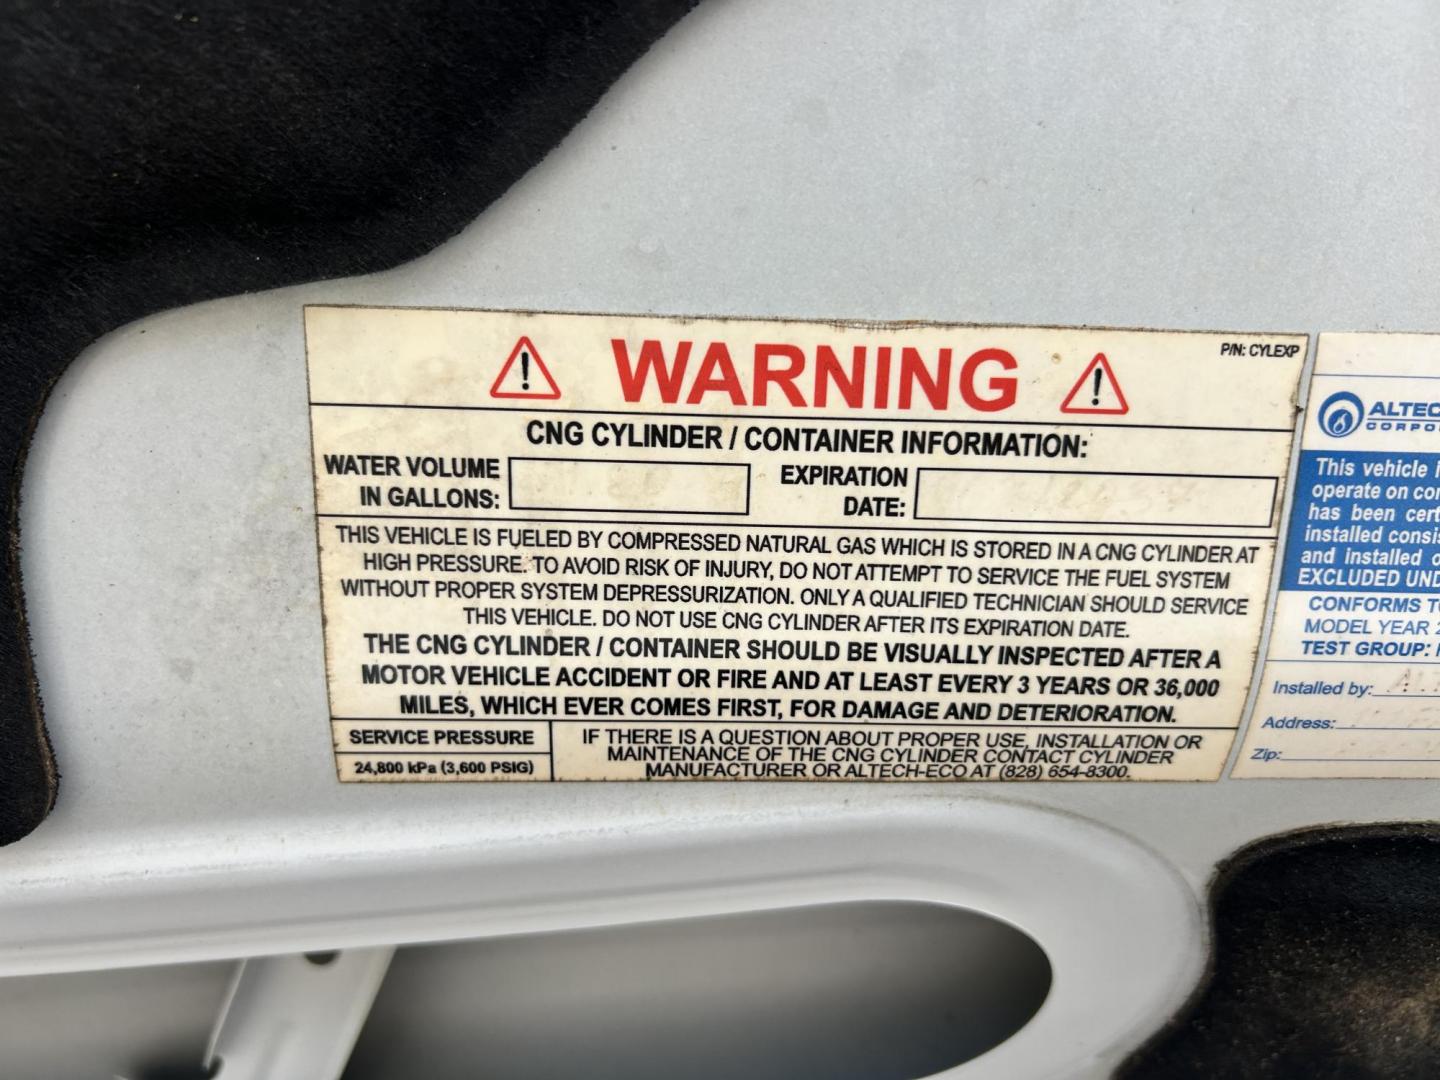 WARNING
P/N: CYLEXP
CNG CYLINDER / CONTAINER INFORMATION:
WATER VOLUME
IN GALLONS:
EXPIRATION
DATE:
THIS VEHICLE IS FUELED BY COMPRESSED NATURAL GAS WHICH IS STORED IN A CNG CYLINDER AT
HIGH PRESSURE. TO AVOID RISK OF INJURY, DO NOT ATTEMPT TO SERVICE THE FUEL SYSTEM
WITHOUT PROPER SYSTEM DEPRESSURIZATION. ONLY A QUALIFIED TECHNICIAN SHOULD SERVICE
THIS VEHICLE. DO NOT USE CNG CYLINDER AFTER ITS EXPIRATION DATE.
THE CNG CYLINDER / CONTAINER SHOULD BE VISUALLY INSPECTED AFTER A
MOTOR VEHICLE ACCIDENT OR FIRE AND AT LEAST EVERY 3 YEARS OR 36,000
MILES, WHICH EVER COMES FIRST, FOR DAMAGE AND DETERIORATION.
SERVICE PRESSURE
24,800 kPa (3,600 PSIG)
IF THERE IS A QUESTION ABOUT PROPER USE, INSTALLATION OR
MAINTENANCE OF THE CNG CYLINDER CONTACT CYLINDER
MANUFACTURER OR ALTECH-ECO AT (828) 654-8300.
ALTEC
CORPO
This vehicle i
operate on co
has been cert
installed consis
and installed o
EXCLUDED UND
CONFORMS T
MODEL YEAR 2
TEST GROUP:
Installed by:
Address:
Zip: